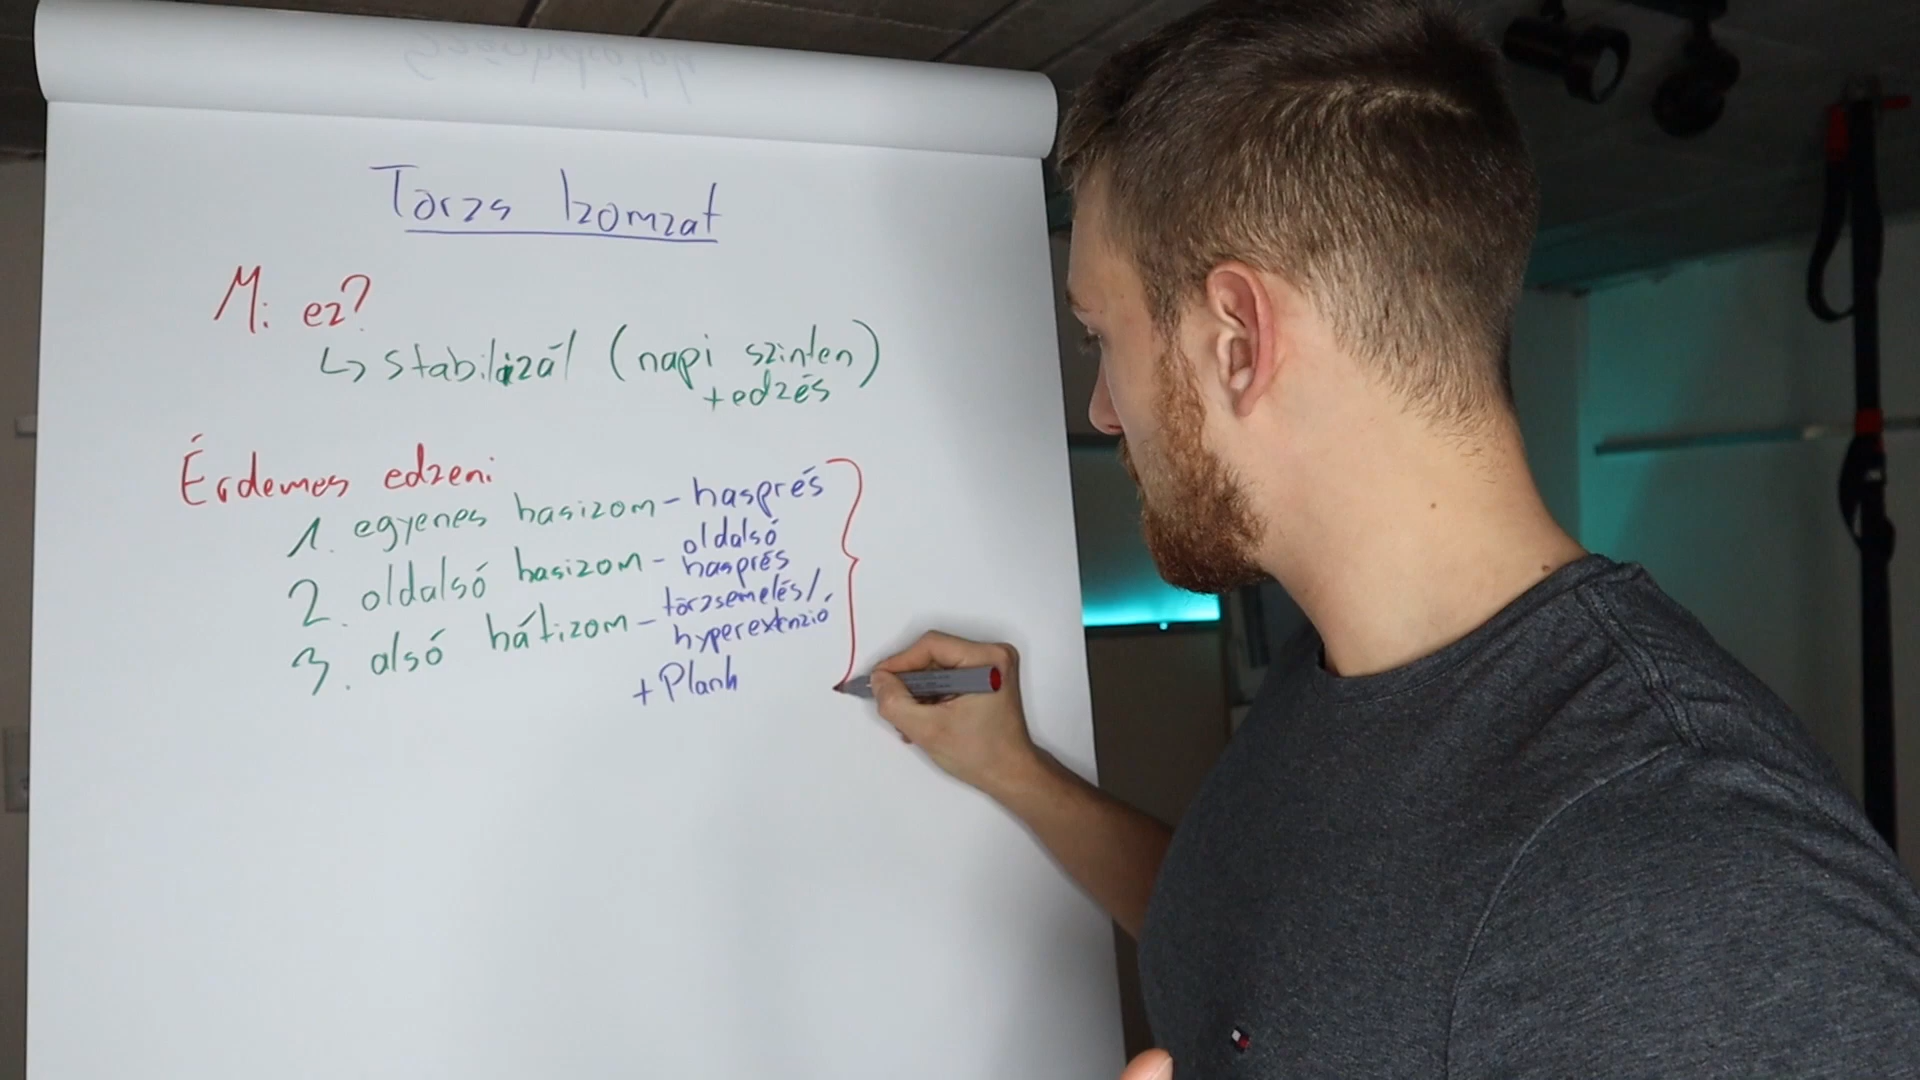 Törzs Izomzat
Mi ez?
↳ stabilizál (napi szinten)
+ edzés
Érdemes edzeni
1. egyenes hasizom - hasprés
2. oldalsó hasizom - oldalsó
hasprés
3. alsó hátizom - törzsemelés/
hyperextenzió
+ Plank